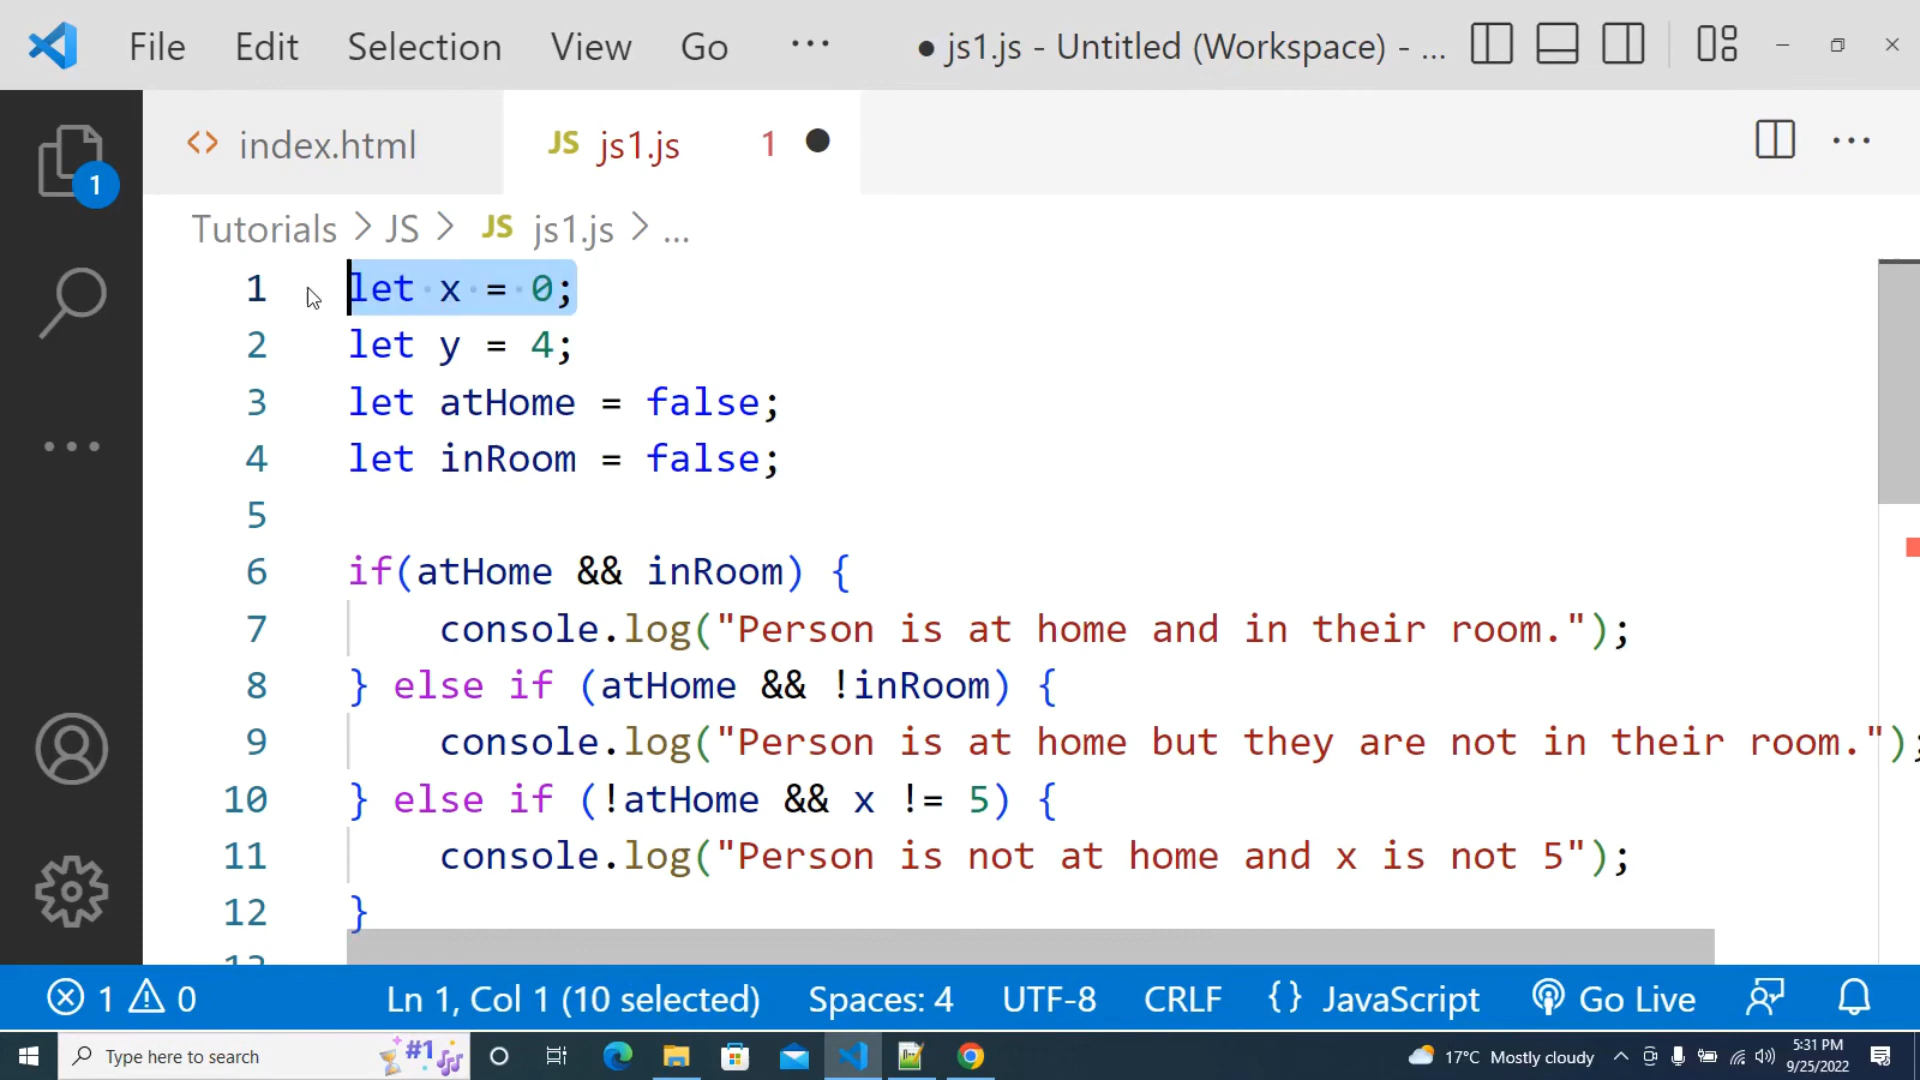 File Edit Selection View Go ··· ● js1.js - Untitled (Workspace) - ...
index.html JS js1.js 1
Tutorials > JS > JS js1.js > ...
1 let x = 0;
2 let y = 4;
3 let atHome = false;
4 let inRoom = false;
5
6 if(atHome && inRoom) {
7 console.log("Person is at home and in their room.");
8 } else if (atHome && !inRoom) {
9 console.log("Person is at home but they are not in their room.");
10 } else if (!atHome && x != 5) {
11 console.log("Person is not at home and x is not 5");
12 }
13
1 0 Ln 1, Col 1 (10 selected) Spaces: 4 UTF-8 CRLF {} JavaScript Go Live
Type here to search #1 17°C Mostly cloudy 5:31 PM
9/25/2022